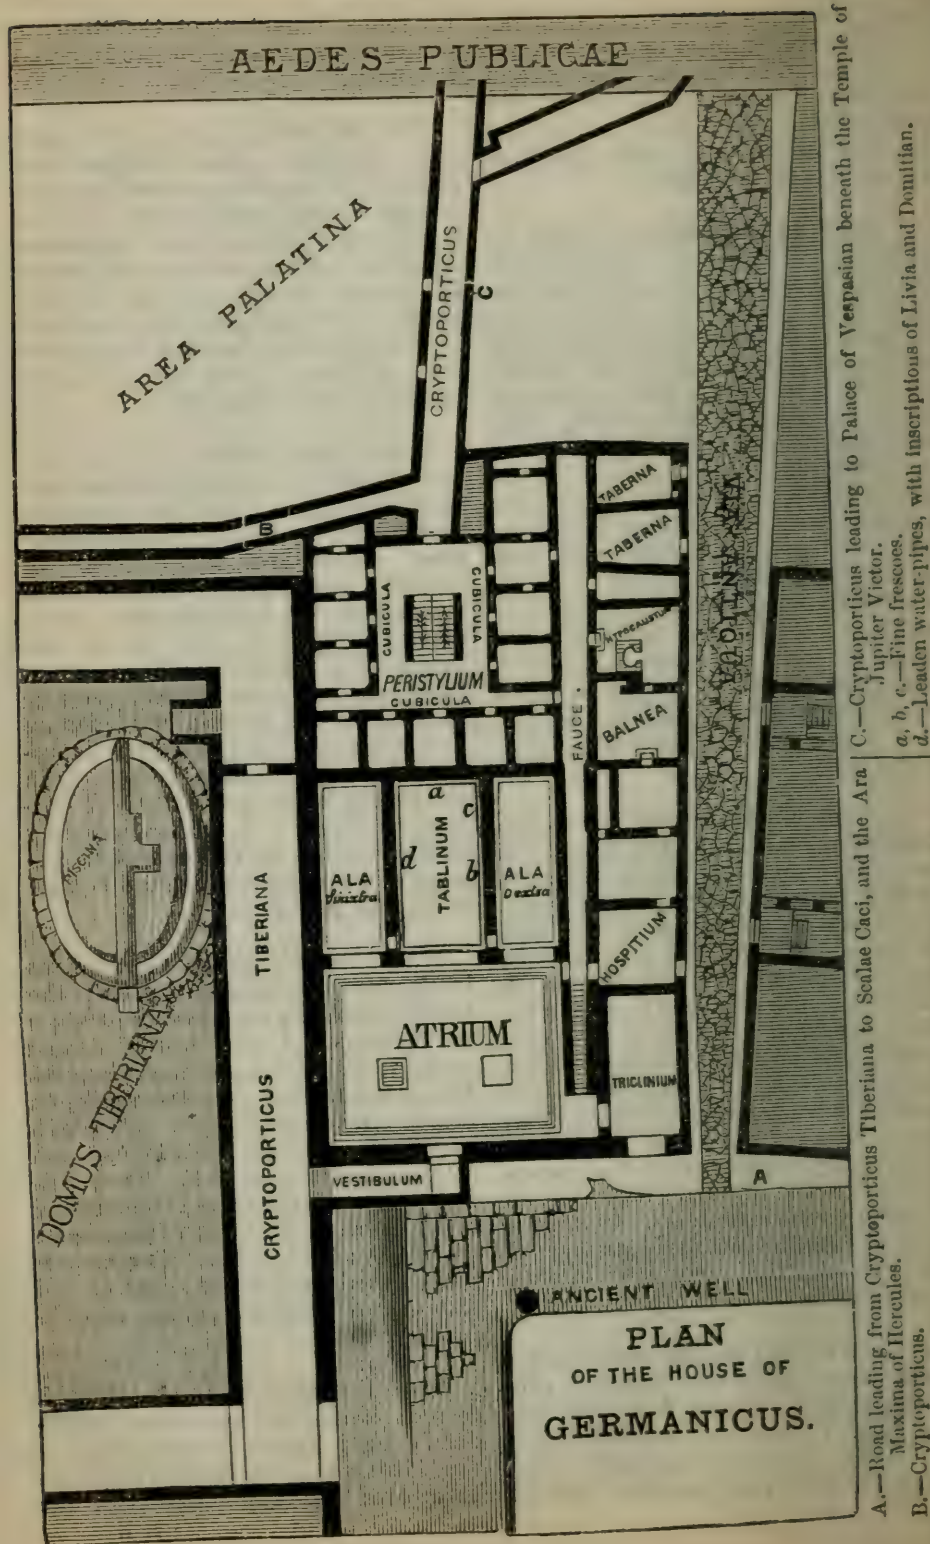 AEDES PUBLICAE
AREA PALATINA
CRYPTOPORTICUS
C
B
TABERNA
TABERNA
CUBICULA
CUBICULA
PERISTYLIUM
CUBICULA
HYPOCAUSTUM
BALNEA
FAUCE.
PISCINA
DOMUS TIBERIANA
CRYPTOPORTICUS TIBERIANA
ALA
Sinixtra
a
c
d
b
TABLINUM
ALA
Dextra
HOSPITIUM
ATRIUM
TRICLINIUM
VESTIBULUM
A
ANCIENT WELL
PLAN
OF THE HOUSE OF
GERMANICUS.
A.—Road leading from Cryptoporticus Tiberiana to Scalae Caci, and the Ara
Maxima of Hercules.
B.—Cryptoporticus.
C.—Cryptoporticus leading to Palace of Vespasian beneath the Temple of
Jupiter Victor.
a, b, c.—Fine frescoes.
d.—Leaden water-pipes, with inscriptions of Livia and Domitian.